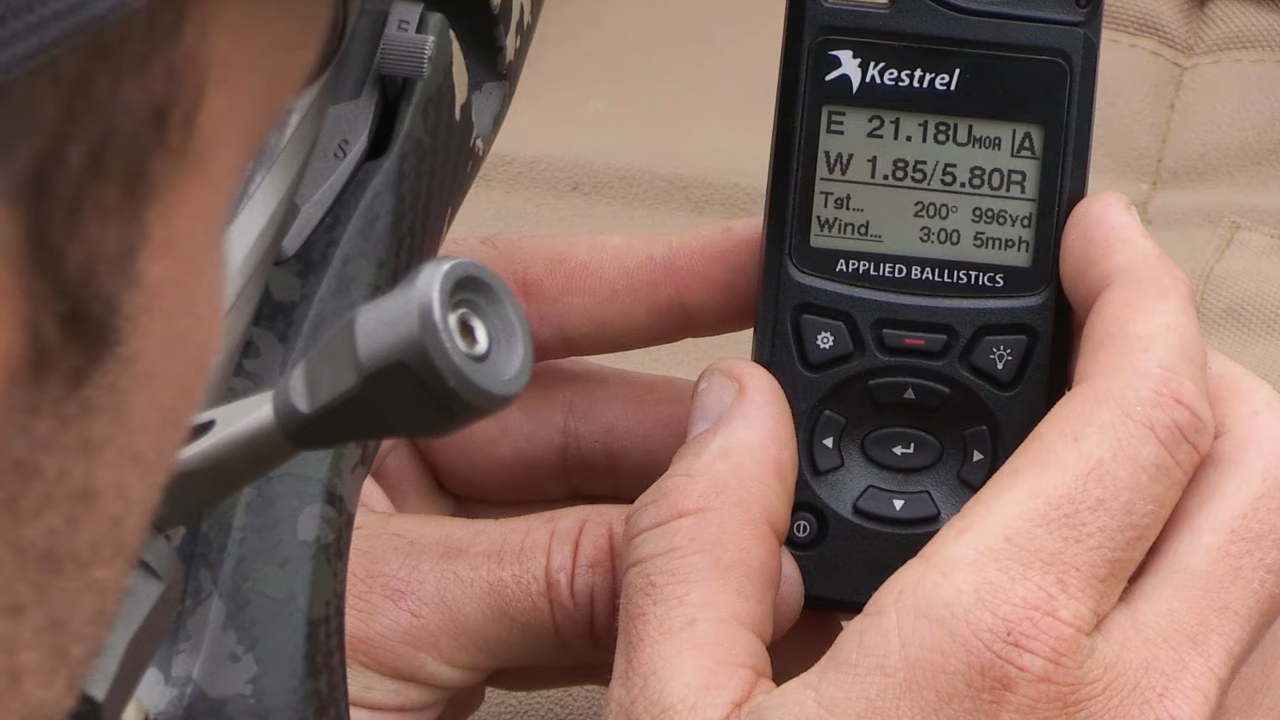 F
S
Kestrel
E 21.18UMOA A
W 1.85/5.80R
Tgt... 200° 996yd
Wind... 3:00 5mph
APPLIED BALLISTICS